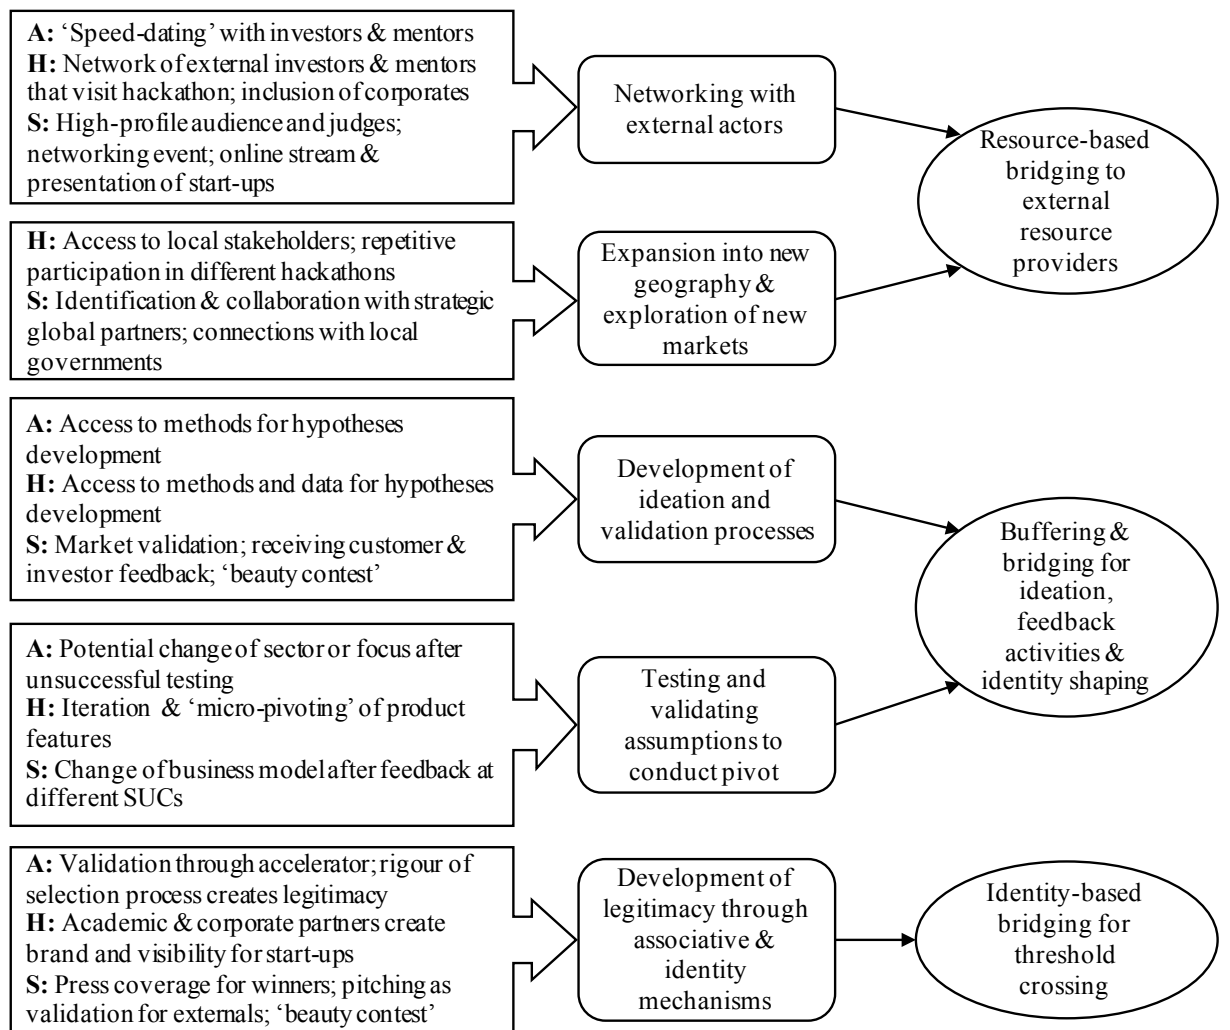 A: ‘Speed-dating’ with investors & mentors
H: Network of external investors & mentors
that visit hackathon; inclusion of corporates
S: High-profile audience and judges;
networking event; online stream &
presentation of start-ups
Networking with
external actors
Resource-based
bridging to
external
resource
providers
H: Access to local stakeholders; repetitive
participation in different hackathons
S: Identification & collaboration with strategic
global partners; connections with local
governments
Expansion into new
geography &
exploration of new
markets
A: Access to methods for hypotheses
development
H: Access to methods and data for hypotheses
development
S: Market validation; receiving customer &
investor feedback; ‘beauty contest’
Development of
ideation and
validation processes
Buffering &
bridging for
ideation,
feedback
activities &
identity shaping
A: Potential change of sector or focus after
unsuccessful testing
H: Iteration & ‘micro-pivoting’ of product
features
S: Change of business model after feedback at
different SUCs
Testing and
validating
assumptions to
conduct pivot
A: Validation through accelerator; rigour of
selection process creates legitimacy
H: Academic & corporate partners create
brand and visibility for start-ups
S: Press coverage for winners; pitching as
validation for externals; ‘beauty contest’
Development of
legitimacy through
associative &
identity
mechanisms
Identity-based
bridging for
threshold
crossing